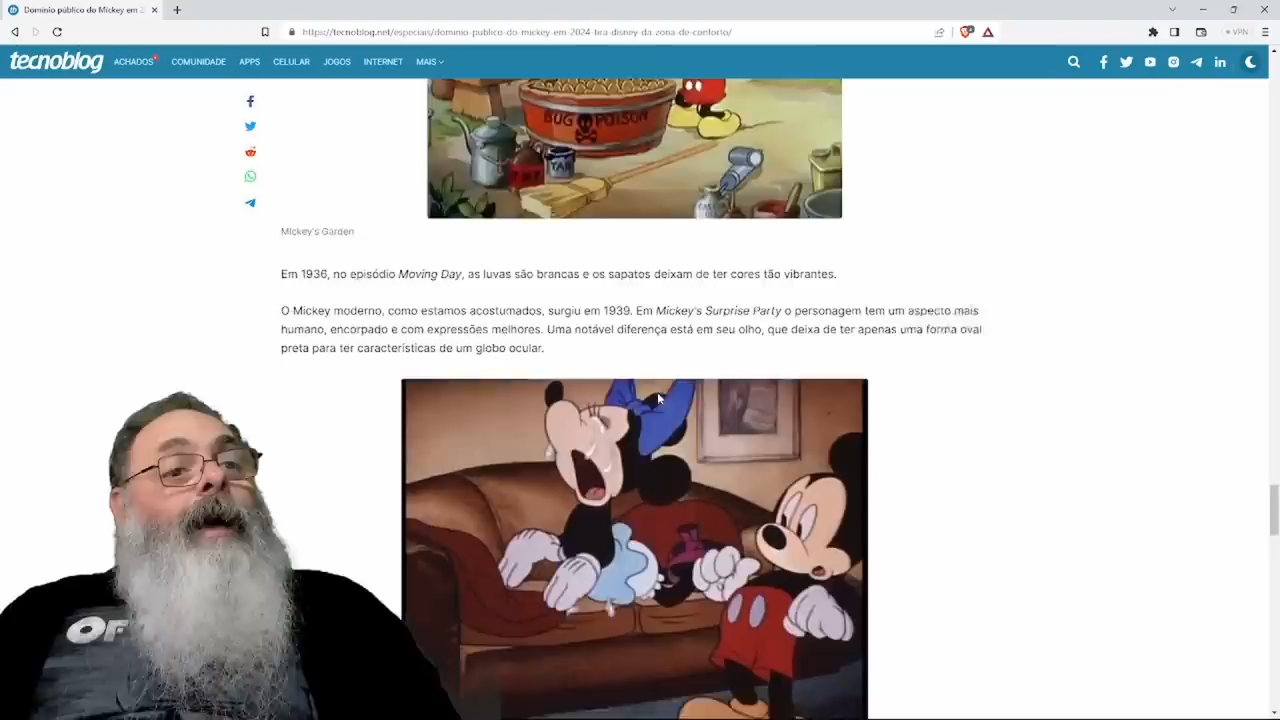 Domínio público do Mickey em 2
https://tecnoblog.net/especiais/dominio-publico-do-mickey-em-2024-tira-disney-da-zona-de-conforto/
VPN
tecnoblog
ACHADOS COMUNIDADE APPS CELULAR JOGOS INTERNET MAIS
BUG POISON
TAR
Mickey's Garden
Em 1936, no episódio Moving Day, as luvas são brancas e os sapatos deixam de ter cores tão vibrantes.
O Mickey moderno, como estamos acostumados, surgiu em 1939. Em Mickey's Surprise Party o personagem tem um aspecto mais
humano, encorpado e com expressões melhores. Uma notável diferença está em seu olho, que deixa de ter apenas uma forma oval
preta para ter características de um globo ocular.
OF